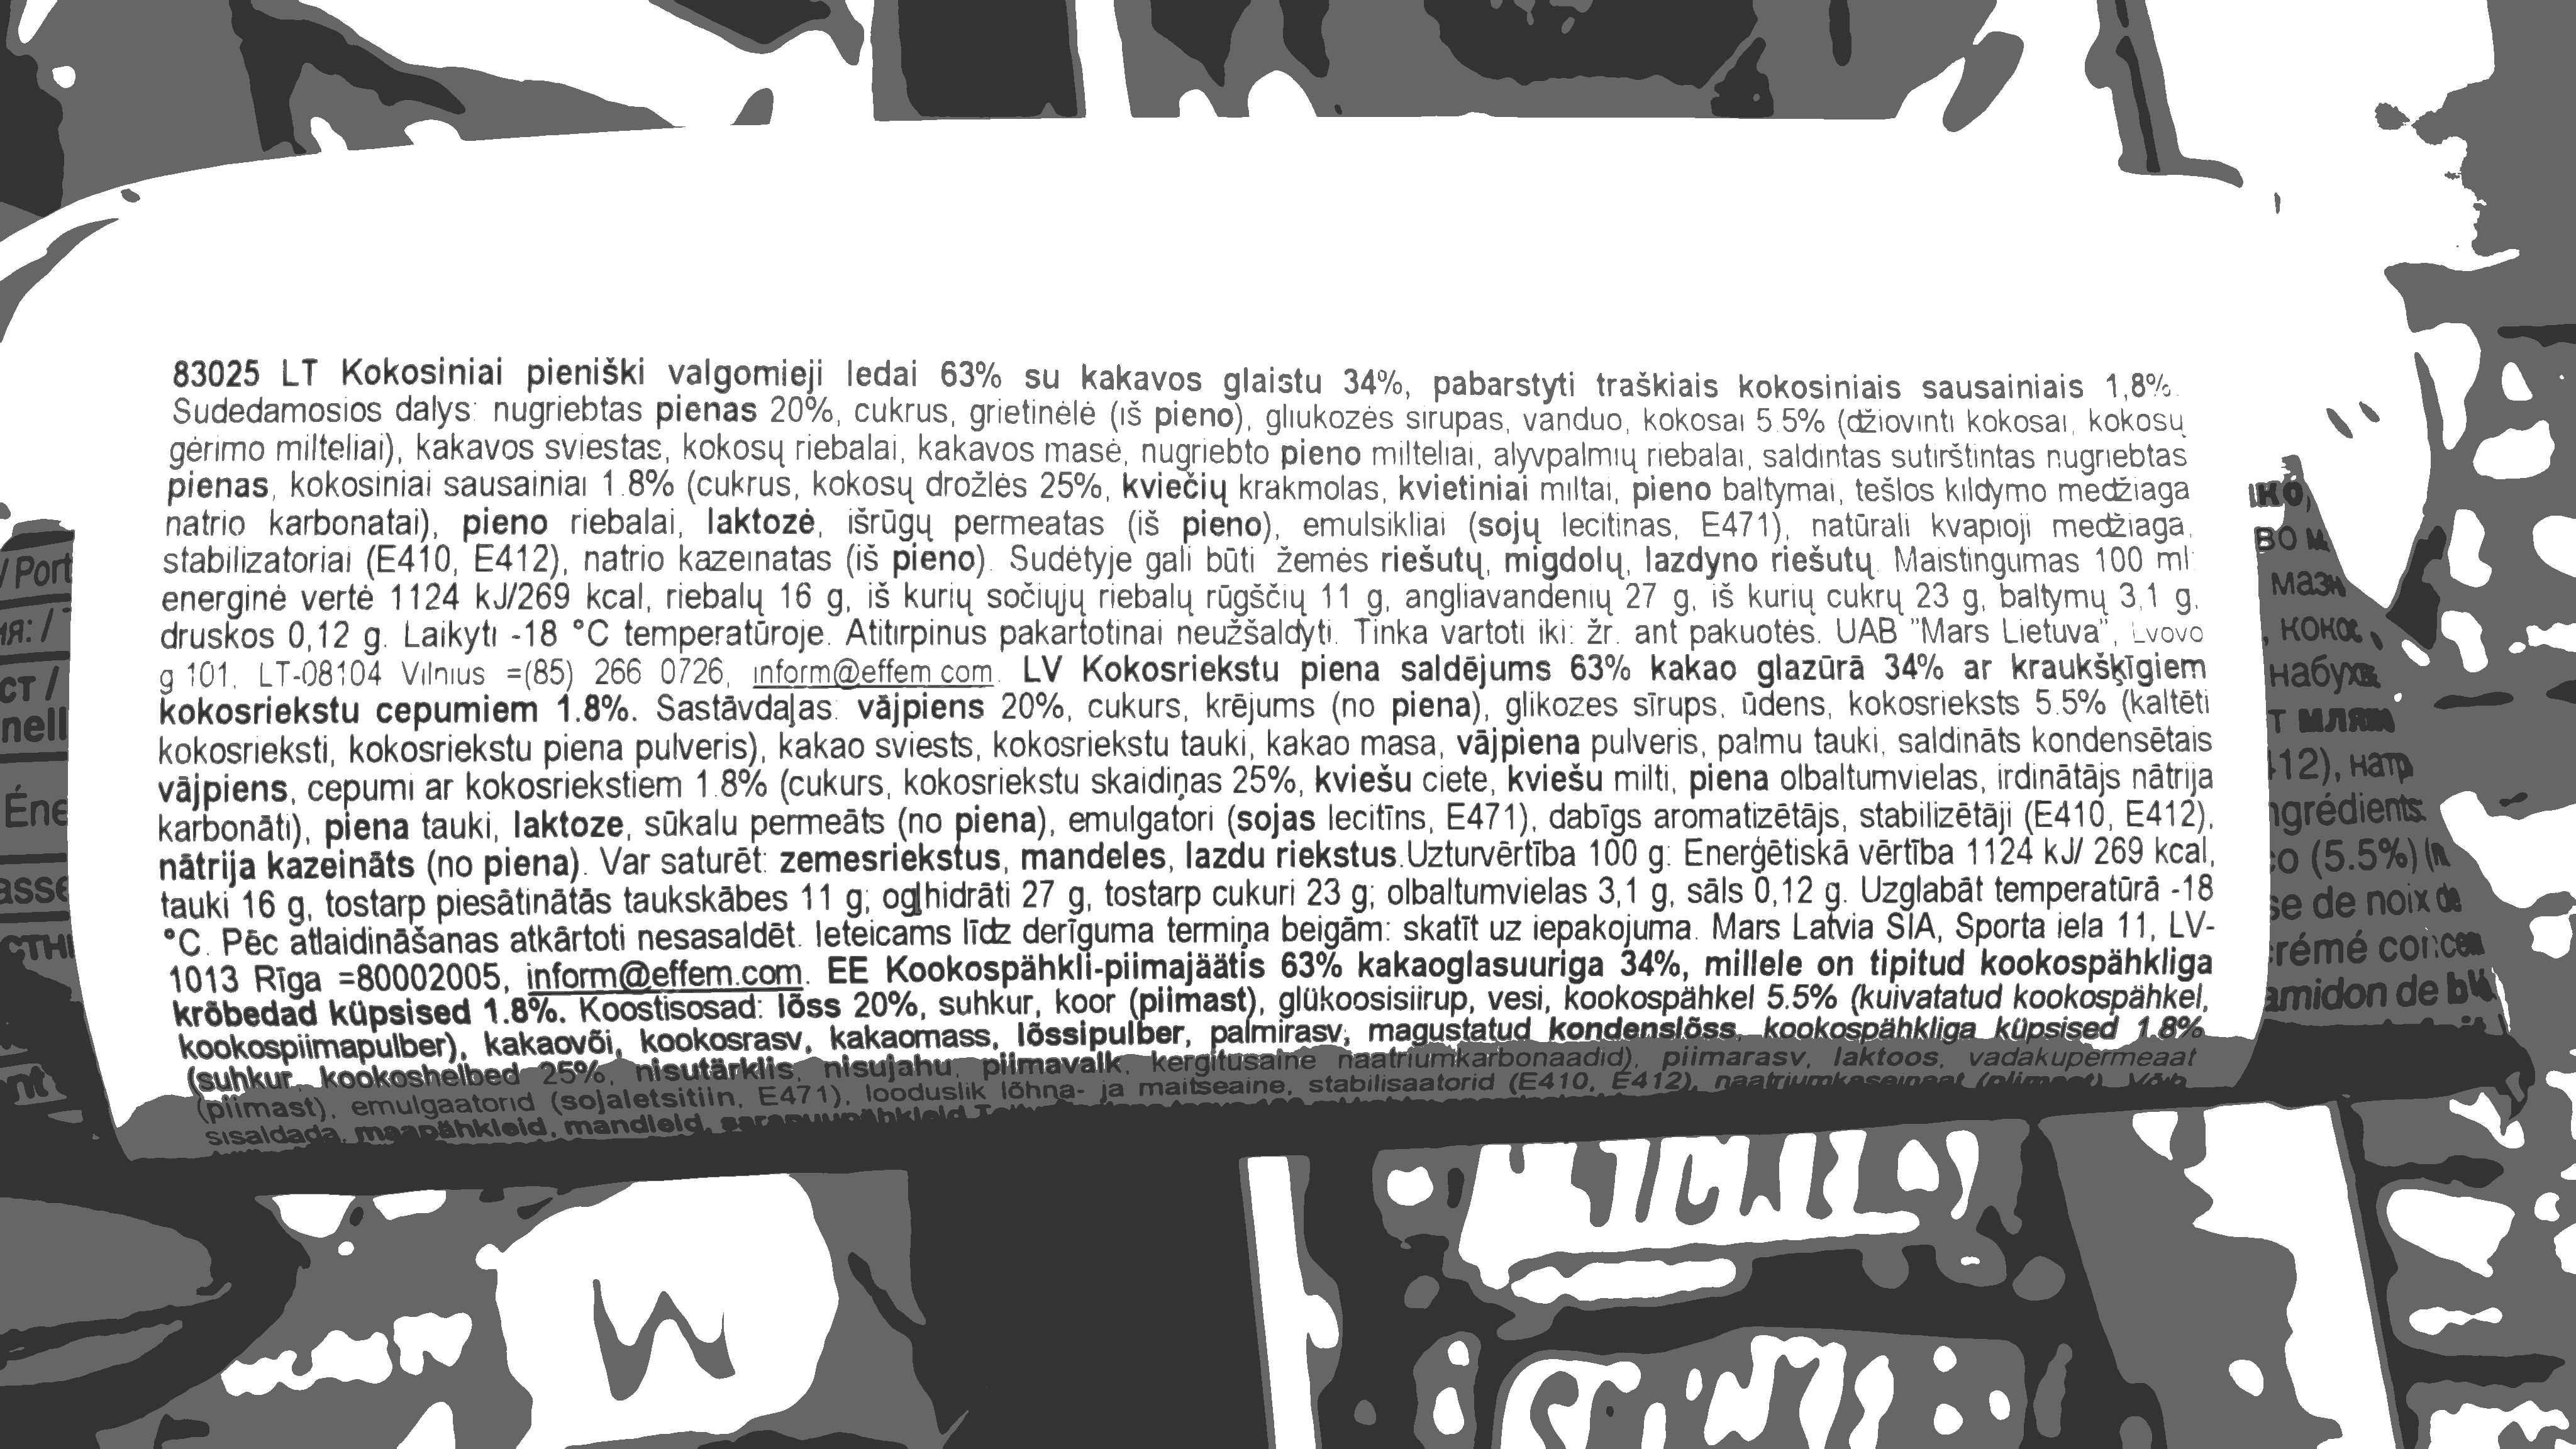 83025 LT Kokosiniai pieniški valgomieji ledai 63% su kakavos glaistu 34%, pabarstyti traškiais kokosiniais sausainiais 1,8%.
Sudedamosios dalys: nugriebtas pienas 20%, cukrus, grietinėlė (iš pieno), gliukozės sirupas, vanduo, kokosai 5.5% (džiovinti kokosai, kokosų
gėrimo milteliai), kakavos sviestas, kokosų riebalai, kakavos masė, nugriebto pieno milteliai, alyvpalmių riebalai, saldintas sutirštintas nugriebtas
pienas, kokosiniai sausainiai 1.8% (cukrus, kokosų drožlės 25%, kviečių krakmolas, kvietiniai miltai, pieno baltymai, tešlos kildymo medžiaga
natrio karbonatai), pieno riebalai, laktozė, išrūgų permeatas (iš pieno), emulsikliai (sojų lecitinas, E471), natūrali kvapioji medžiaga,
stabilizatoriai (E410, E412), natrio kazeinatas (iš pieno). Sudėtyje gali būti žemės riešutų, migdolų, lazdyno riešutų. Maistingumas 100 ml:
energinė vertė 1124 kJ/269 kcal, riebalų 16 g, iš kurių sočiųjų riebalų rūgščių 11 g, angliavandenių 27 g, iš kurių cukrų 23 g, baltymų 3,1 g,
druskos 0,12 g. Laikyti -18 °C temperatūroje. Atitirpinus pakartotinai neužšaldyti. Tinka vartoti iki: žr. ant pakuotės. UAB "Mars Lietuva", Lvovo
g 101, LT-08104 Vilnius =(85) 266 0726, inform@effem.com. LV Kokosriekstu piena saldējums 63% kakao glazūrā 34% ar kraukšķīgiem
kokosriekstu cepumiem 1.8%. Sastāvdaļas: vājpiens 20%, cukurs, krējums (no piena), glikozes sīrups, ūdens, kokosrieksts 5.5% (kaltēti
kokosrieksti, kokosriekstu piena pulveris), kakao sviests, kokosriekstu tauki, kakao masa, vājpiena pulveris, palmu tauki, saldināts kondensētais
vājpiens, cepumi ar kokosriekstiem 1.8% (cukurs, kokosriekstu skaidiņas 25%, kviešu ciete, kviešu milti, piena olbaltumvielas, irdinātājs nātrija
karbonāti), piena tauki, laktoze, sūkalu permeāts (no piena), emulgatori (sojas lecitīns, E471), dabīgs aromatizētājs, stabilizētāji (E410, E412),
nātrija kazeināts (no piena). Var saturēt: zemesriekstus, mandeles, lazdu riekstus.Uzturvērtība 100 g: Enerģētiskā vērtība 1124 kJ/ 269 kcal,
tauki 16 g, tostarp piesātinātās taukskābes 11 g; ogļhidrāti 27 g, tostarp cukuri 23 g; olbaltumvielas 3,1 g, sāls 0,12 g. Uzglabāt temperatūrā -18
°C. Pēc atlaidināšanas atkārtoti nesasaldēt. Ieteicams līdz derīguma termiņa beigām: skatīt uz iepakojuma. Mars Latvia SIA, Sporta iela 11, LV-
1013 Rīga =80002005, inform@effem.com. EE Kookospähkli-piimajäätis 63% kakaoglasuuriga 34%, millele on tipitud kookospähkliga
krõbedad küpsised 1.8%. Koostisosad: lõss 20%, suhkur, koor (piimast), glükoosisiirup, vesi, kookospähkel 5.5% (kuivatatud kookospähkel,
kookospiimapulber), kakaovõi, kookosrasv, kakaomass, lõssipulber, palmirasv, magustatud kondenslõss, kookospähkliga küpsised 1.8%
(suhkur, kookoshelbed 25%, nisutärklis, nisujahu, piimavalk, kergitusaine naatriumkarbonaadid), piimarasv, laktoos, vadakupermeaat
(piimast), emulgaatorid (sojaletsitiin, E471), looduslik lõhna- ja maitseaine, stabilisaatorid (E410, E412), naatriumkaseinaat (piimast). Võib
sisaldada, maapähkleid, mandleid, sarapuupähkleid
/ Port
nell
Éne
ngrédients
(5.5%)
se de noix de
amidon de